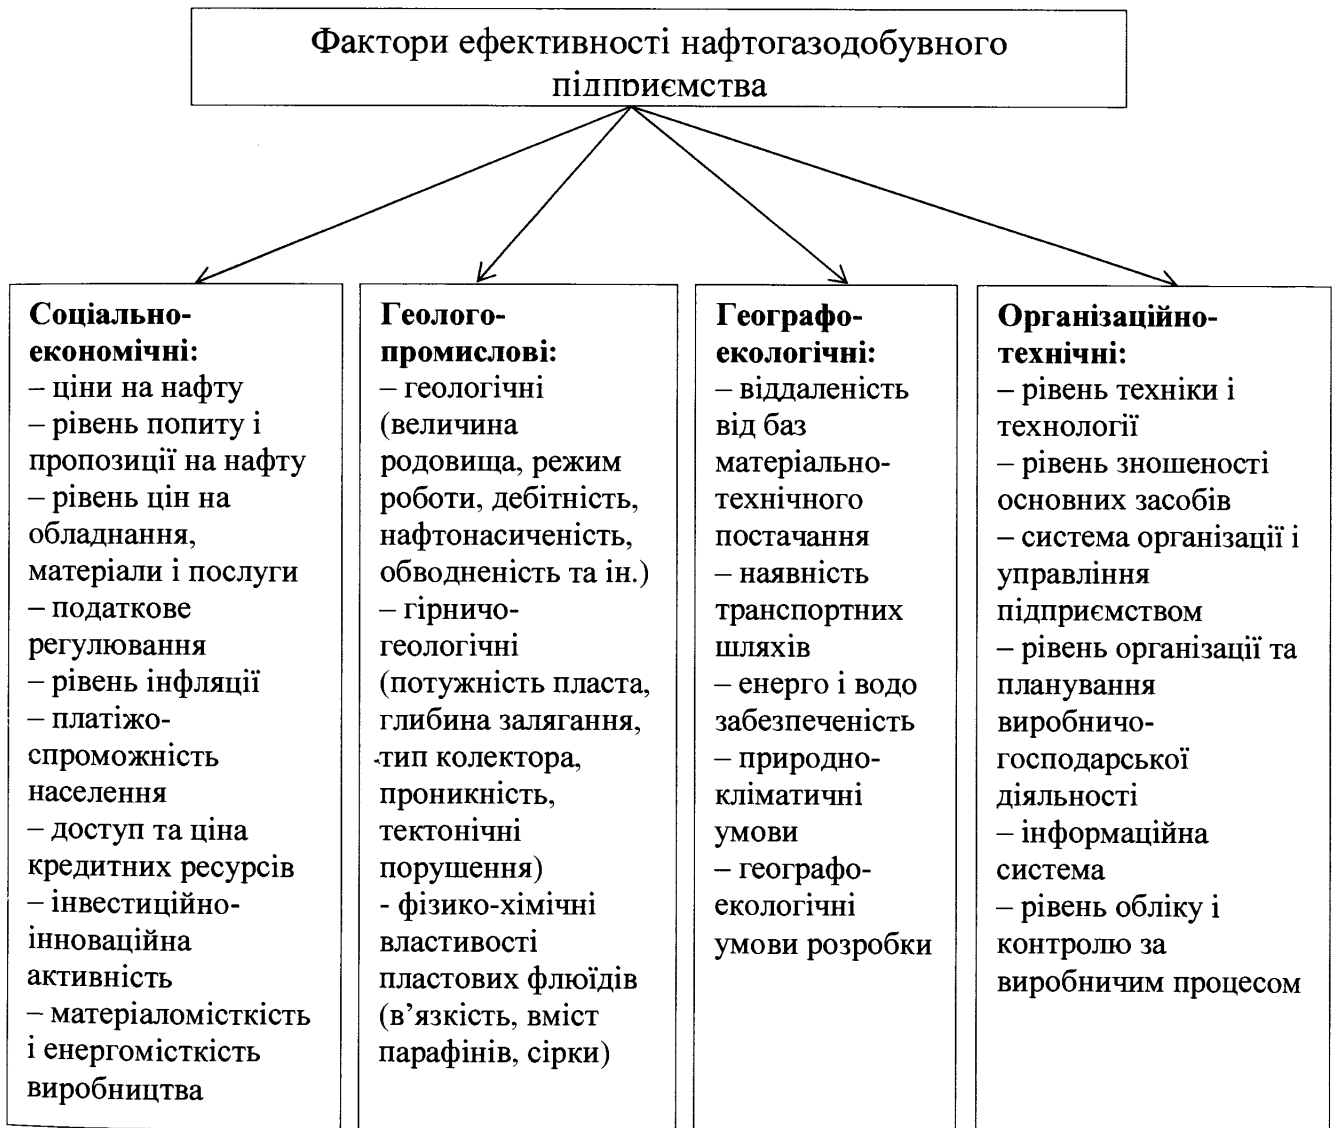 Фактори ефективності нафтогазодобувного
підприємства
Соціально-
економічні:
– ціни на нафту
– рівень попиту і
пропозиції на нафту
– рівень цін на
обладнання,
матеріали і послуги
– податкове
регулювання
– рівень інфляції
– платіжо-
спроможність
населення
– доступ та ціна
кредитних ресурсів
– інвестиційно-
інноваційна
активність
– матеріаломісткість
і енергомісткість
виробництва
Геолого-
промислові:
– геологічні
(величина
родовища, режим
роботи, дебітність,
нафтонасиченість,
обводненість та ін.)
– гірничо-
геологічні
(потужність пласта,
глибина залягання,
тип колектора,
проникність,
тектонічні
порушення)
- фізико-хімічні
властивості
пластових флюїдів
(в’язкість, вміст
парафінів, сірки)
Географо-
екологічні:
– віддаленість
від баз
матеріально-
технічного
постачання
– наявність
транспортних
шляхів
– енерго і водо
забезпеченість
– природно-
кліматичні
умови
– географо-
екологічні
умови розробки
Організаційно-
технічні:
– рівень техніки і
технології
– рівень зношеності
основних засобів
– система організації і
управління
підприємством
– рівень організації та
планування
виробничо-
господарської
діяльності
– інформаційна
система
– рівень обліку і
контролю за
виробничим процесом